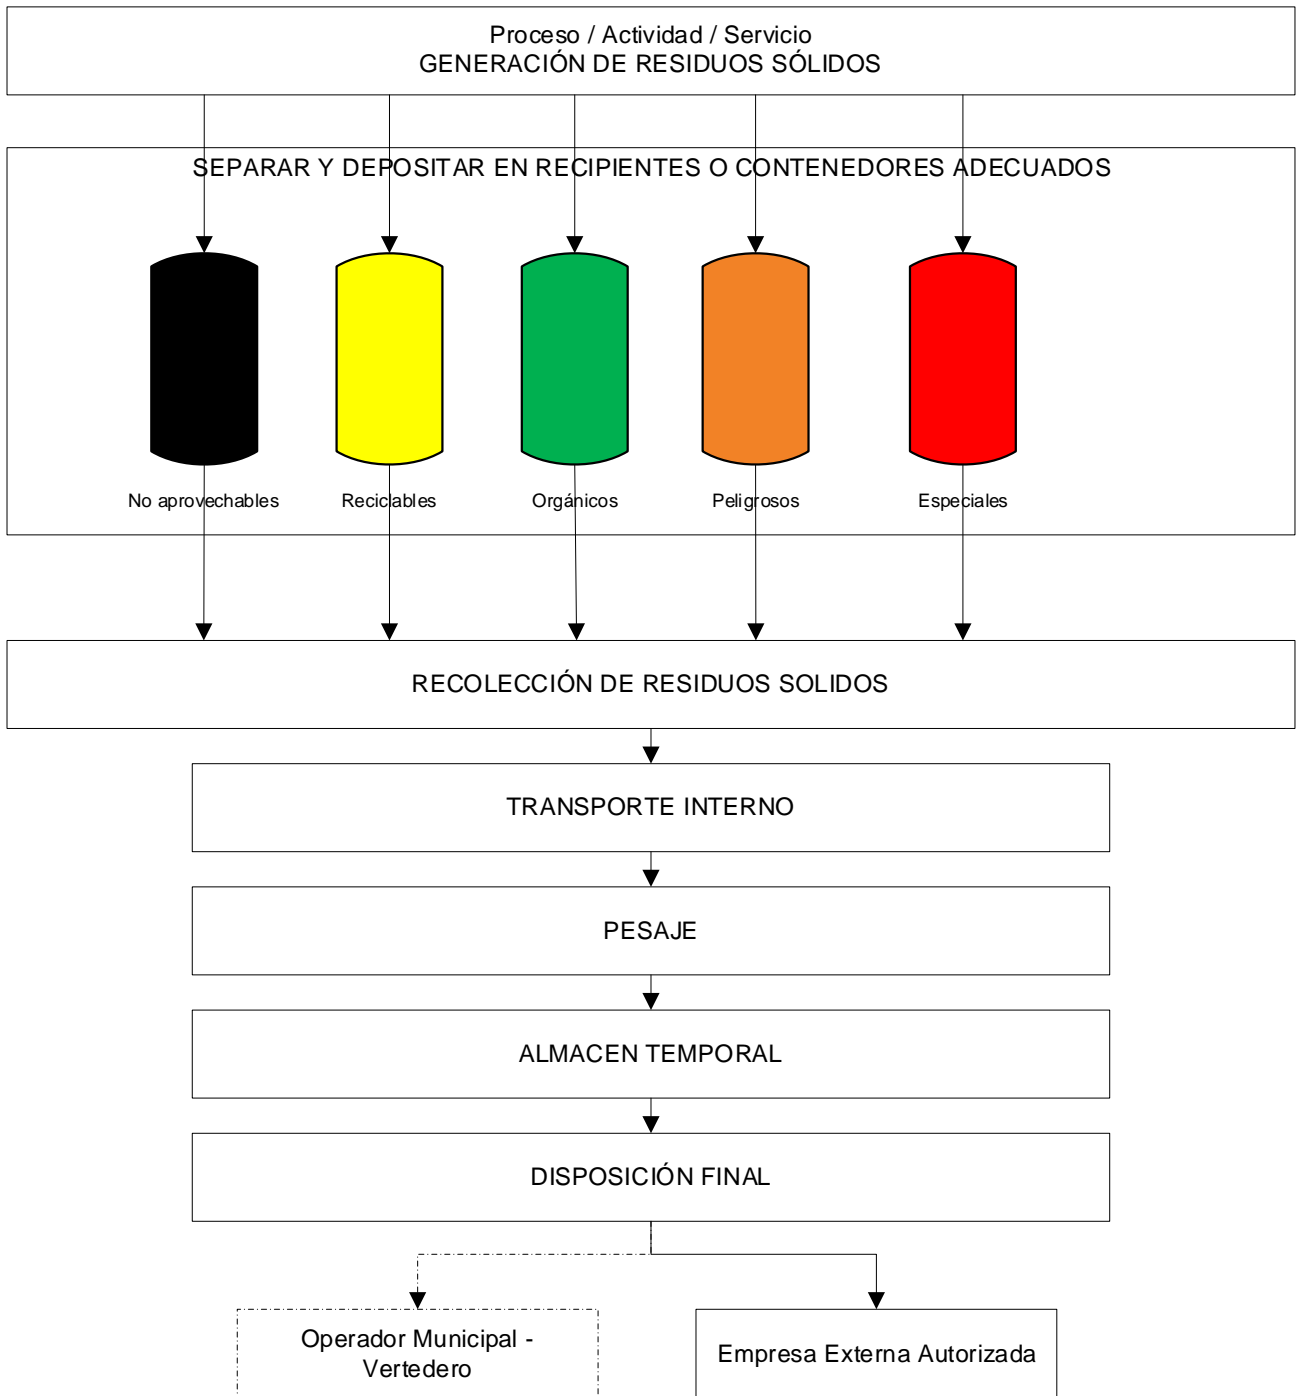 Proceso / Actividad / Servicio
GENERACIÓN DE RESIDUOS SÓLIDOS
SEPARAR Y DEPOSITAR EN RECIPIENTES O CONTENEDORES ADECUADOS
No aprovechables
Reciclables
Orgánicos
Peligrosos
Especiales
RECOLECCIÓN DE RESIDUOS SOLIDOS
TRANSPORTE INTERNO
PESAJE
ALMACEN TEMPORAL
DISPOSICIÓN FINAL
Operador Municipal -
Vertedero
Empresa Externa Autorizada